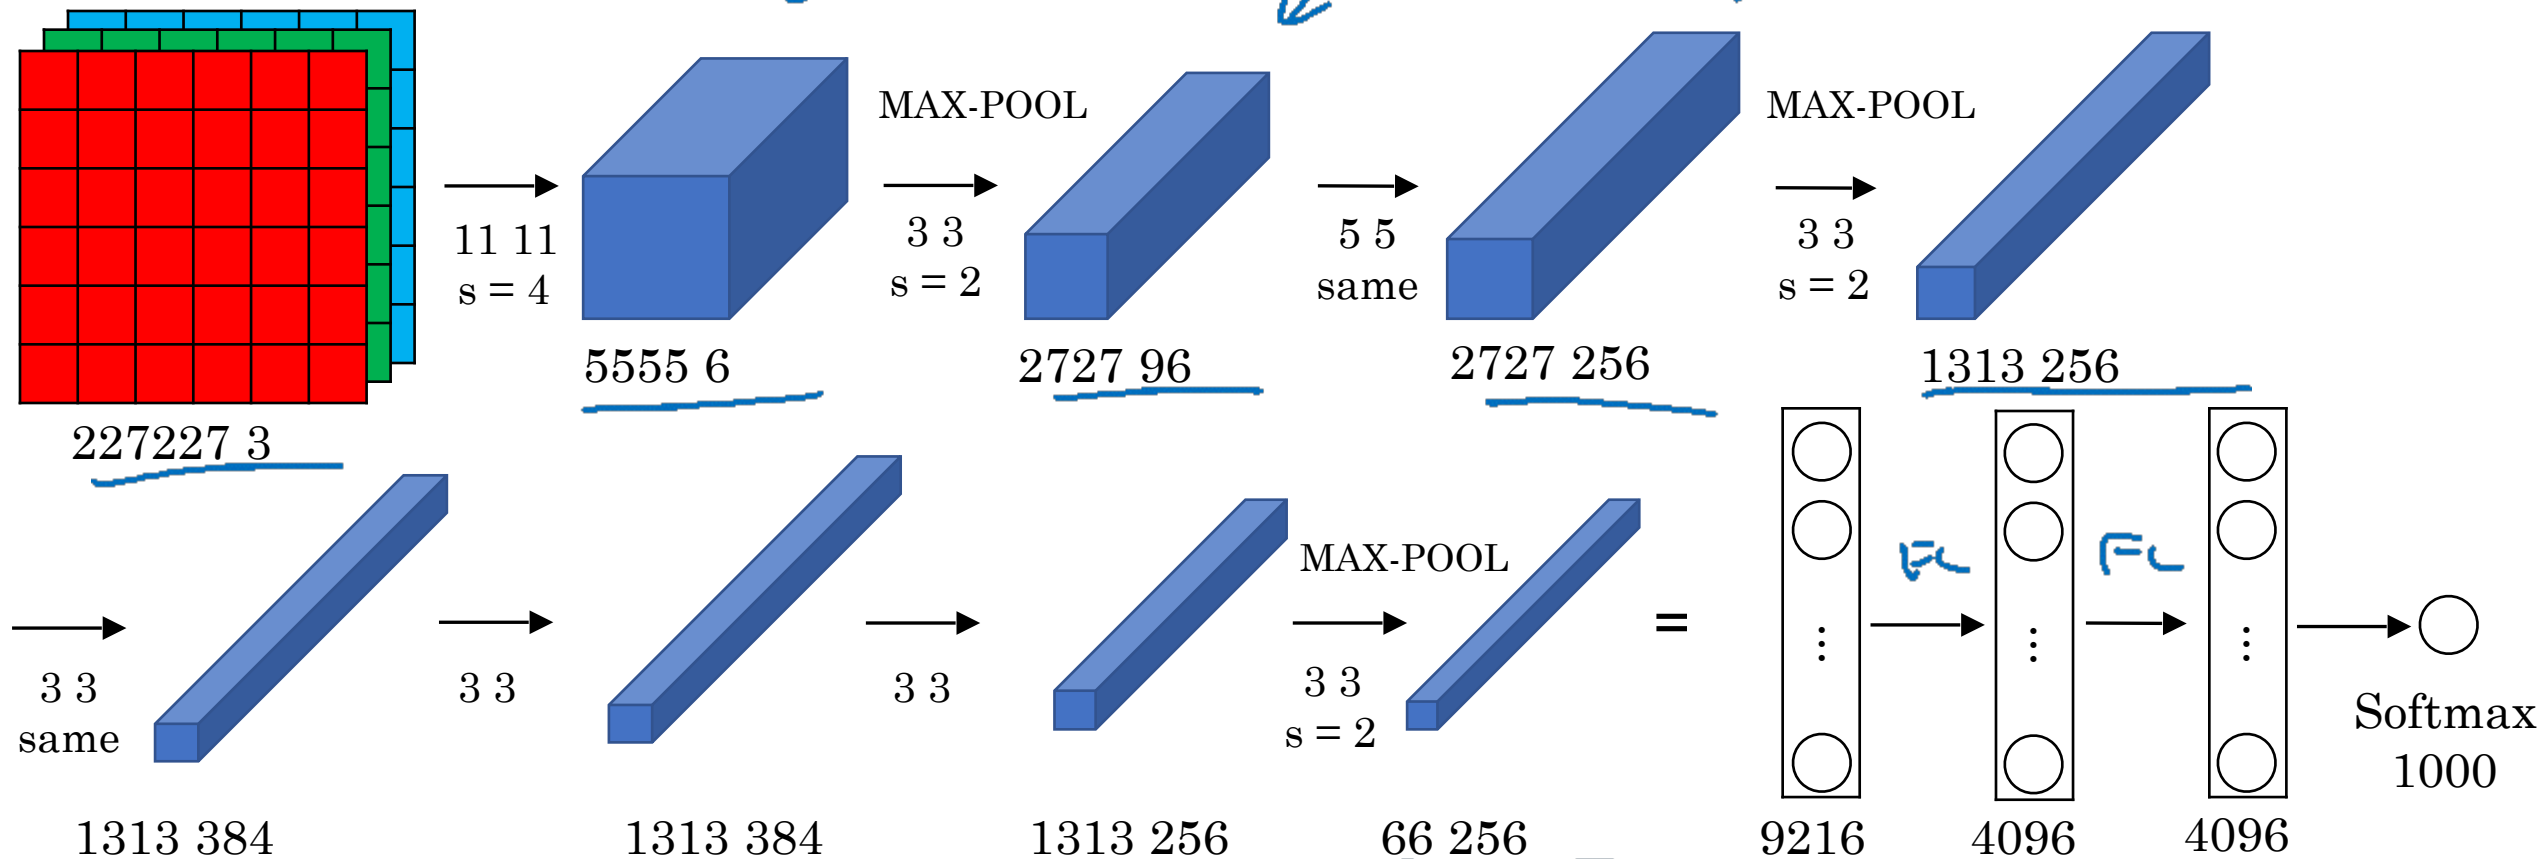 MAX-POOL
MAX-POOL
11 11
s = 4
3 3
s = 2
5 5
same
3 3
s = 2
227227 3
5555 6
2727 96
2727 256
1313 256
3 3
same
3 3
3 3
MAX-POOL
3 3
s = 2
=
FC
FC
Softmax
1000
1313 384
1313 384
1313 256
66 256
9216
4096
4096